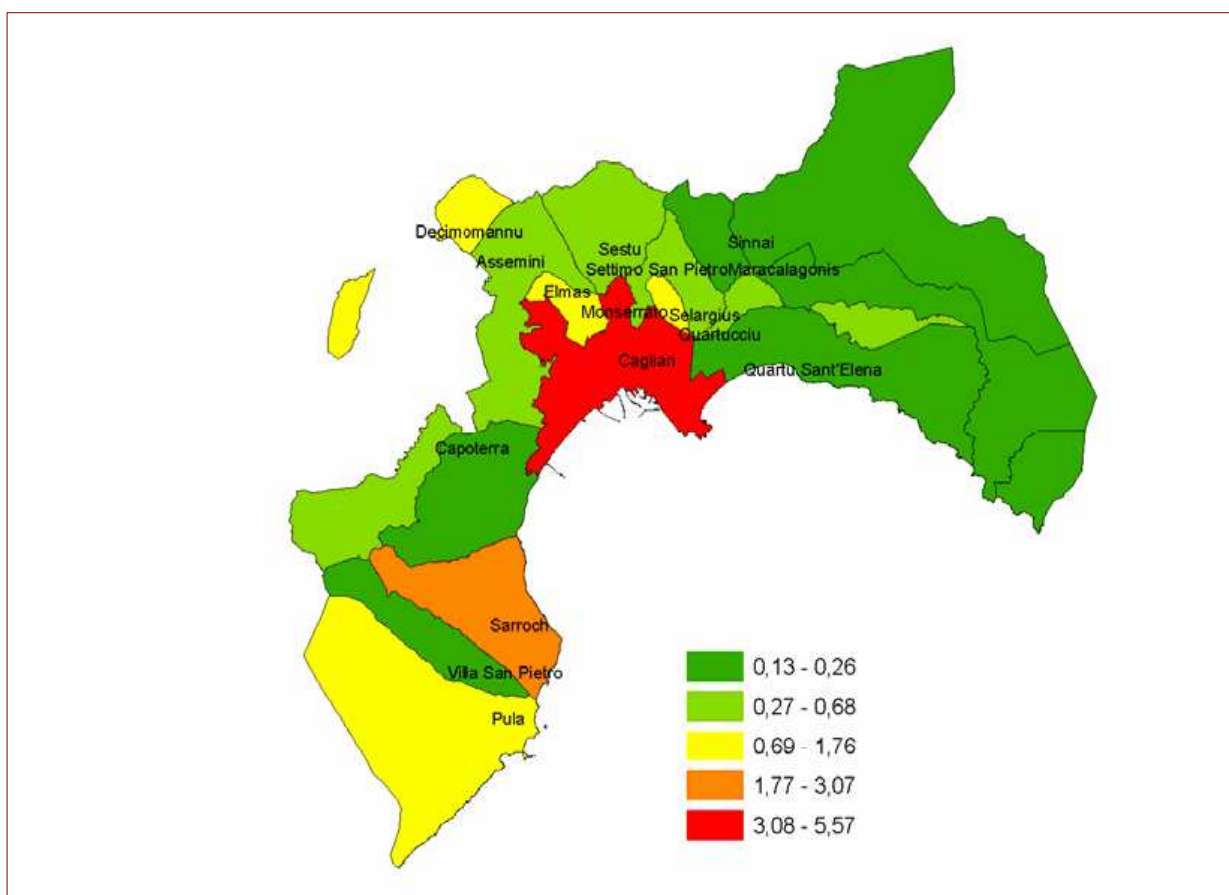 Decimomannu
Sinnai
Sestu
Assemini
Settimo San Pietro
Maracalagonis
Elmas
Monserrato
Selargius
Quartucciu
Cagliari
Quartu Sant'Elena
Capoterra
Sarroch
Villa San Pietro
Pula
0,13 - 0,26
0,27 - 0,68
0,69 - 1,76
1,77 - 3,07
3,08 - 5,57